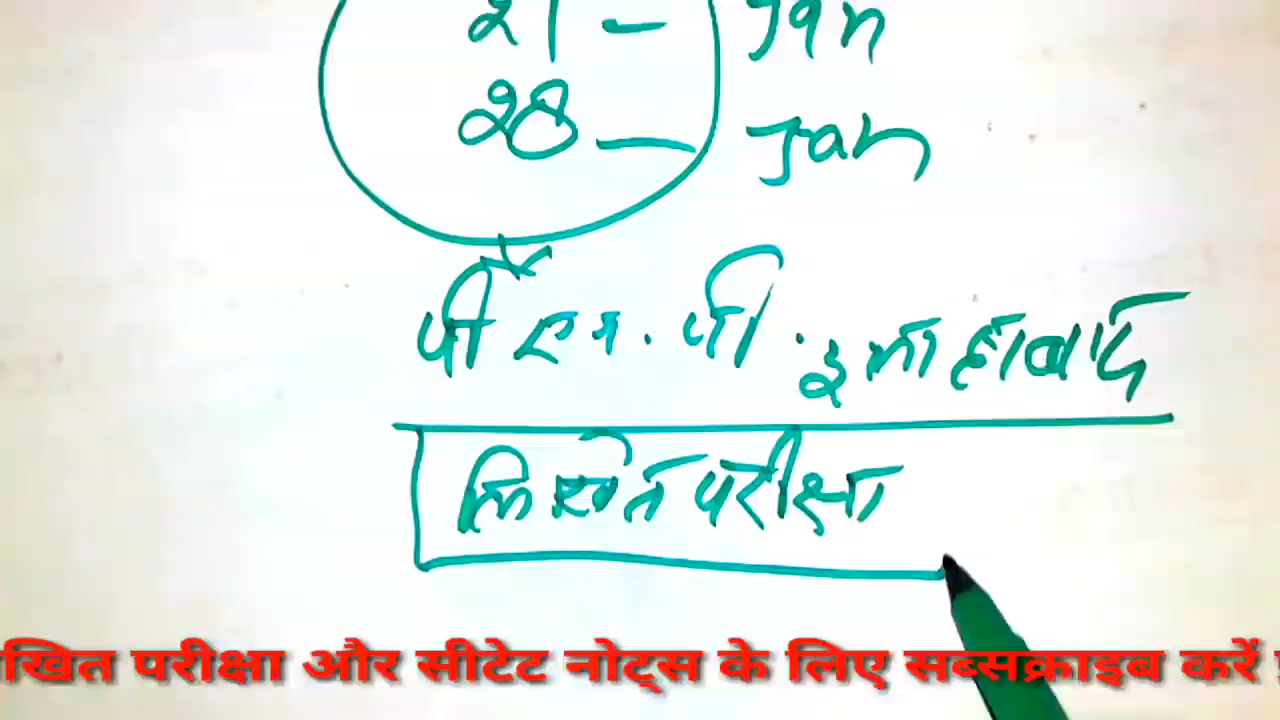 21 - Jan
28 - Jan
पी एन. पी. इलाहाबाद
लिखित परीक्षा
खित परीक्षा और सीटेट नोट्स के लिए सब्सक्राइब करें